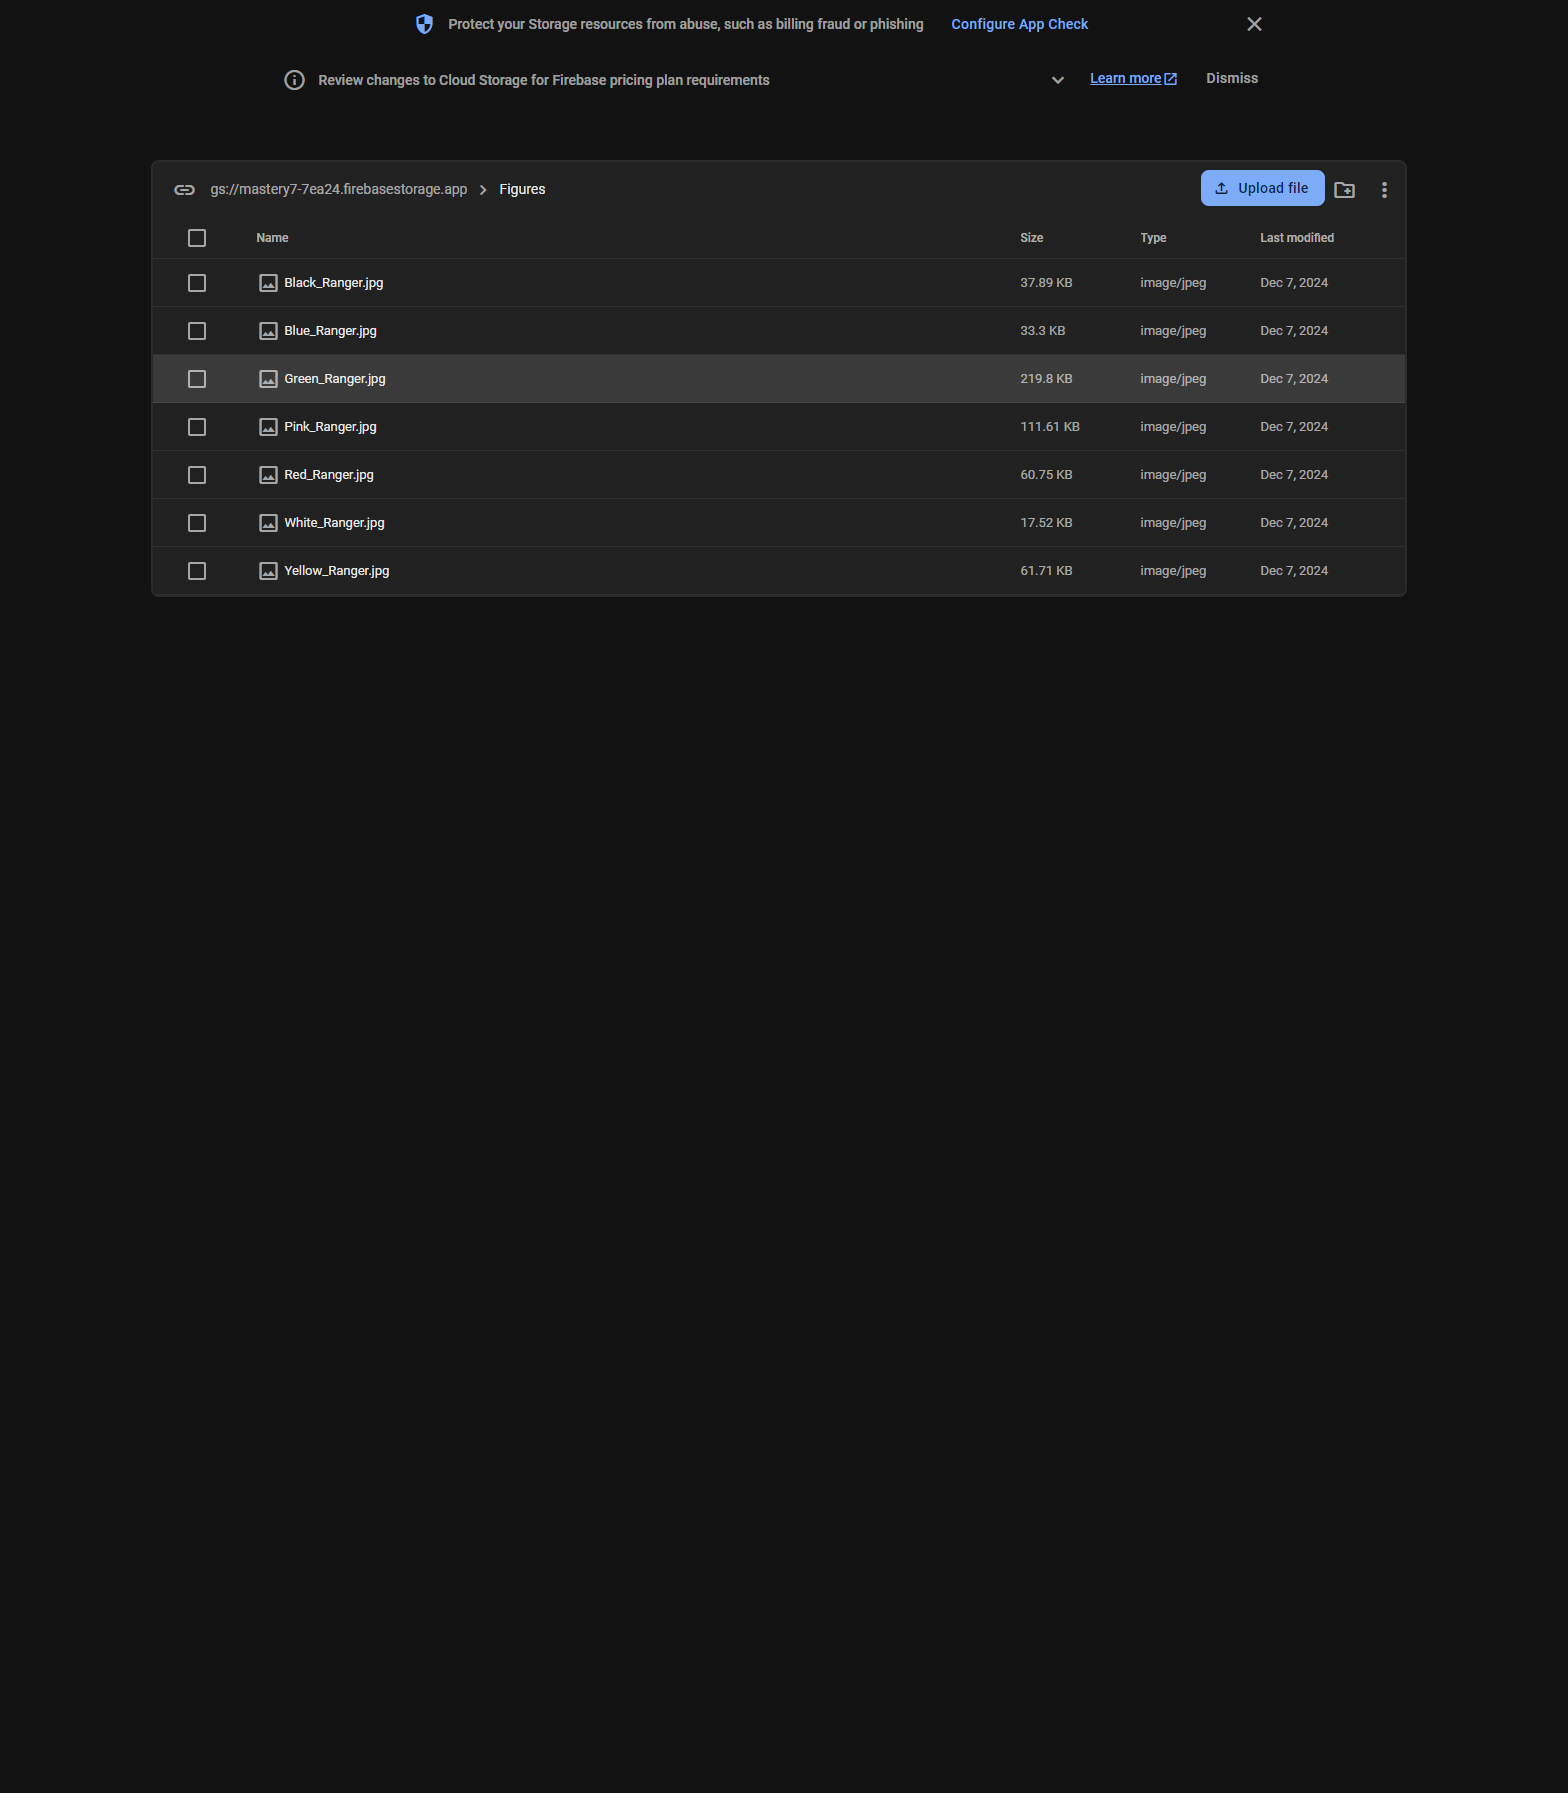 Protect your Storage resources from abuse, such as billing fraud or phishing Configure App Check
Review changes to Cloud Storage for Firebase pricing plan requirements Learn more Dismiss
gs://mastery7-7ea24.firebasestorage.app Figures Upload file
Name Size Type Last modified
Black_Ranger.jpg 37.89 KB image/jpeg Dec 7, 2024
Blue_Ranger.jpg 33.3 KB image/jpeg Dec 7, 2024
Green_Ranger.jpg 219.8 KB image/jpeg Dec 7, 2024
Pink_Ranger.jpg 111.61 KB image/jpeg Dec 7, 2024
Red_Ranger.jpg 60.75 KB image/jpeg Dec 7, 2024
White_Ranger.jpg 17.52 KB image/jpeg Dec 7, 2024
Yellow_Ranger.jpg 61.71 KB image/jpeg Dec 7, 2024